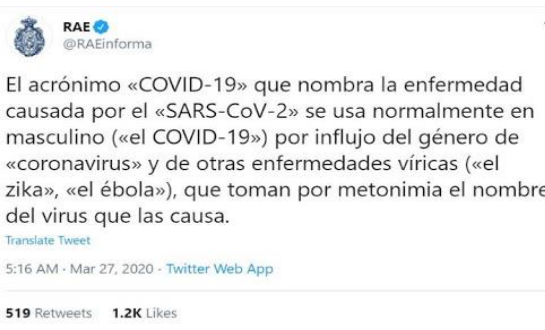 RAE
@RAEinforma
El acrónimo «COVID-19» que nombra la enfermedad
causada por el «SARS-CoV-2» se usa normalmente en
masculino («el COVID-19») por influjo del género de
«coronavirus» y de otras enfermedades víricas («el
zika», «el ébola»), que toman por metonimia el nombre
del virus que las causa.
Translate Tweet
5:16 AM · Mar 27, 2020 · Twitter Web App
519 Retweets 1.2K Likes